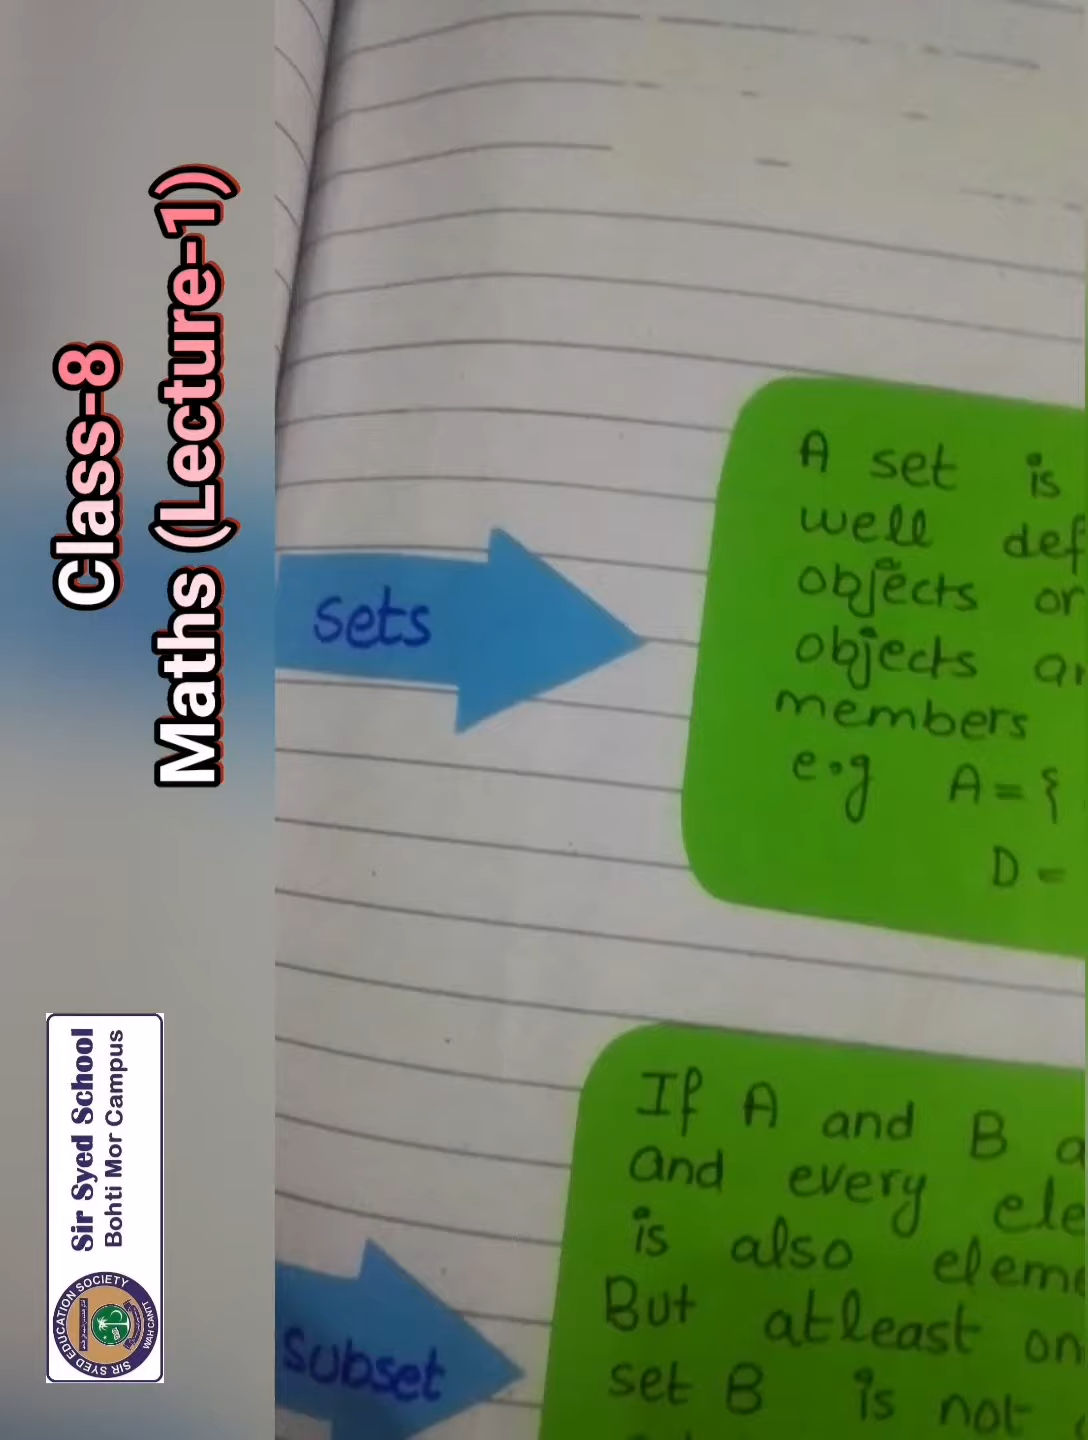 Class-8
Maths (Lecture-1)
Sir Syed School
Bohti Mor Campus
SIR SYED EDUCATION SOCIETY
WAH CANTT
sets
A set is
well def
objects or
objects
members
e.g A = {
D =
subset
If A and B a
and every ele
is also eleme
But atleast on
set B is not